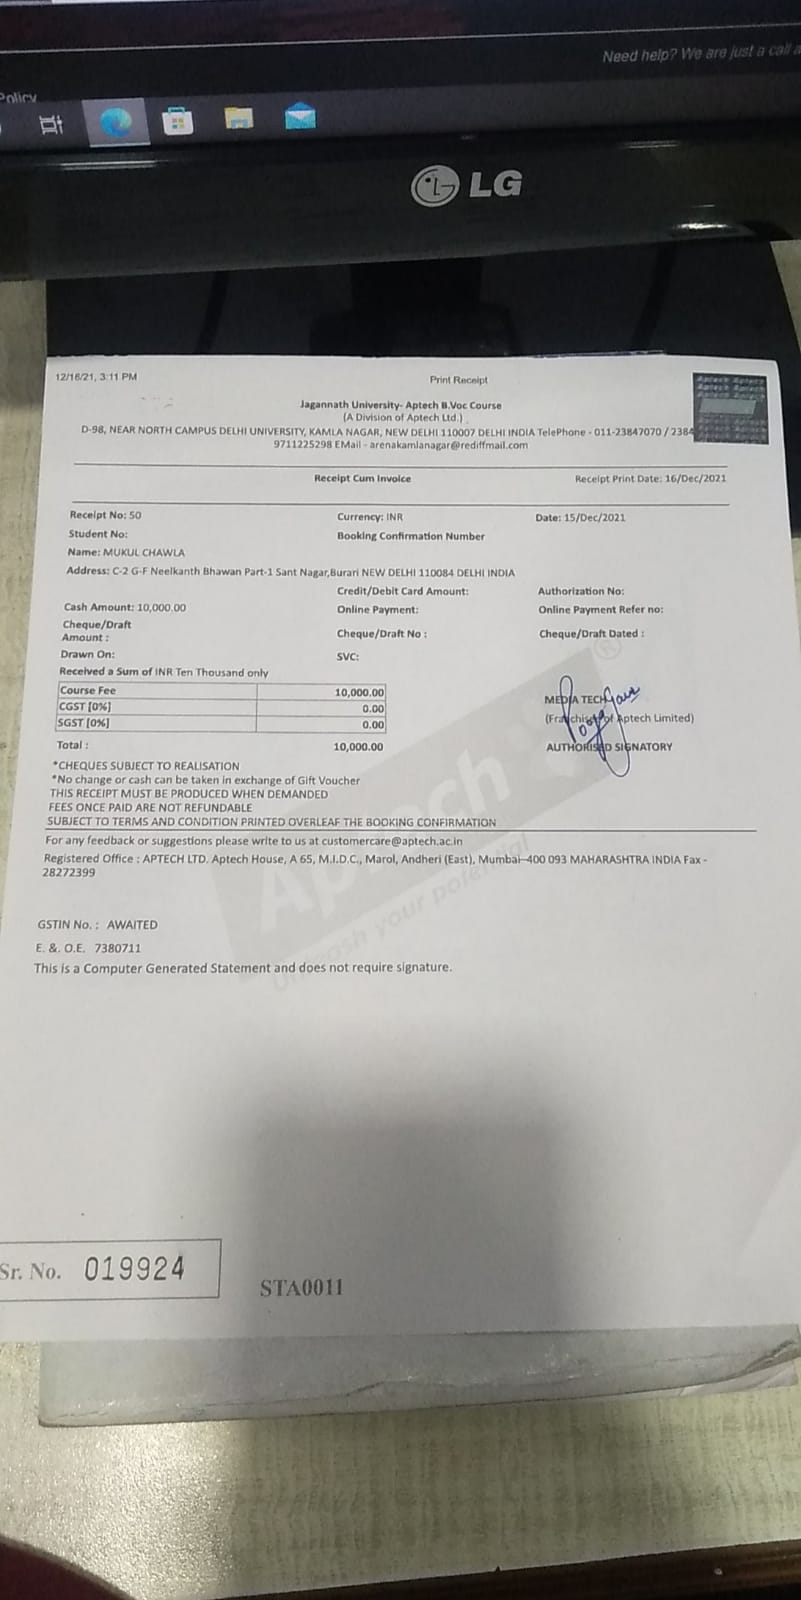 Need help? We are just a call a
Policy
LG
12/16/21, 3:11 PM Print Receipt
Jagannath University- Aptech B.Voc Course
(A Division of Aptech Ltd.)
D-98, NEAR NORTH CAMPUS DELHI UNIVERSITY, KAMLA NAGAR, NEW DELHI 110007 DELHI INDIA TelePhone - 011-23847070 / 2384
9711225298 EMail - arenakamlanagar@rediffmail.com
Receipt Cum Invoice Receipt Print Date: 16/Dec/2021
Receipt No: 50 Currency: INR Date: 15/Dec/2021
Student No: Booking Confirmation Number
Name: MUKUL CHAWLA
Address: C-2 G-F Neelkanth Bhawan Part-1 Sant Nagar,Burari NEW DELHI 110084 DELHI INDIA
Credit/Debit Card Amount: Authorization No:
Cash Amount: 10,000.00 Online Payment: Online Payment Refer no:
Cheque/Draft
Amount : Cheque/Draft No : Cheque/Draft Dated :
Drawn On: SVC:
Received a Sum of INR Ten Thousand only
Course Fee 10,000.00
CGST [0%] 0.00
SGST [0%] 0.00
Total : 10,000.00
MEDIA TECH
(Franchisee of Aptech Limited)
AUTHORISED SIGNATORY
*CHEQUES SUBJECT TO REALISATION
*No change or cash can be taken in exchange of Gift Voucher
THIS RECEIPT MUST BE PRODUCED WHEN DEMANDED
FEES ONCE PAID ARE NOT REFUNDABLE
SUBJECT TO TERMS AND CONDITION PRINTED OVERLEAF THE BOOKING CONFIRMATION
For any feedback or suggestions please write to us at customercare@aptech.ac.in
Registered Office : APTECH LTD. Aptech House, A 65, M.I.D.C., Marol, Andheri (East), Mumbai-400 093 MAHARASHTRA INDIA Fax -
28272399
Aptech
unleash your potential
GSTIN No. : AWAITED
E. &. O.E. 7380711
This is a Computer Generated Statement and does not require signature.
Sr. No. 019924
STA0011